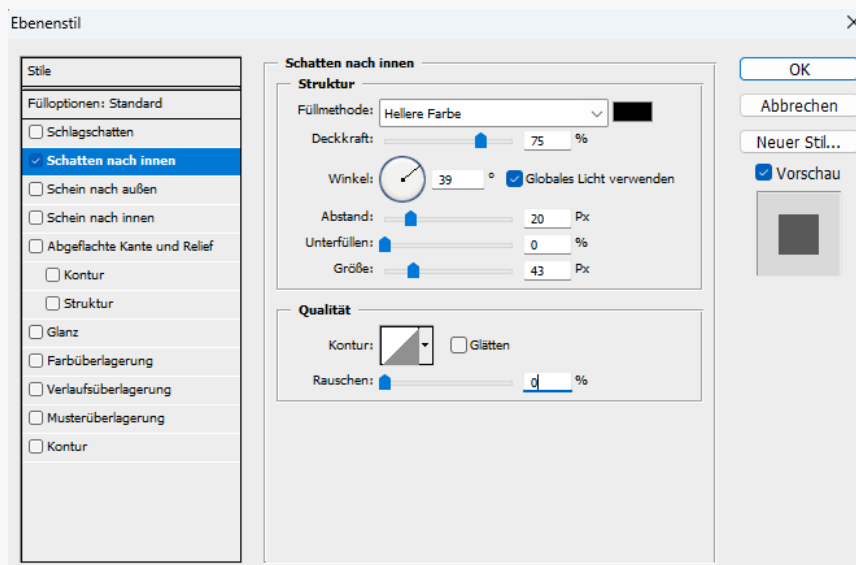 Ebenenstil
Stile
Fülloptionen: Standard
Schlagschatten
Schatten nach innen
Schein nach außen
Schein nach innen
Abgeflachte Kante und Relief
Kontur
Struktur
Glanz
Farbüberlagerung
Verlaufsüberlagerung
Musterüberlagerung
Kontur
Schatten nach innen
Struktur
Füllmethode: Hellere Farbe
Deckkraft: 75 %
Winkel: 39 ° Globales Licht verwenden
Abstand: 20 Px
Unterfüllen: 0 %
Größe: 43 Px
Qualität
Kontur: Glätten
Rauschen: 0 %
OK
Abbrechen
Neuer Stil...
Vorschau